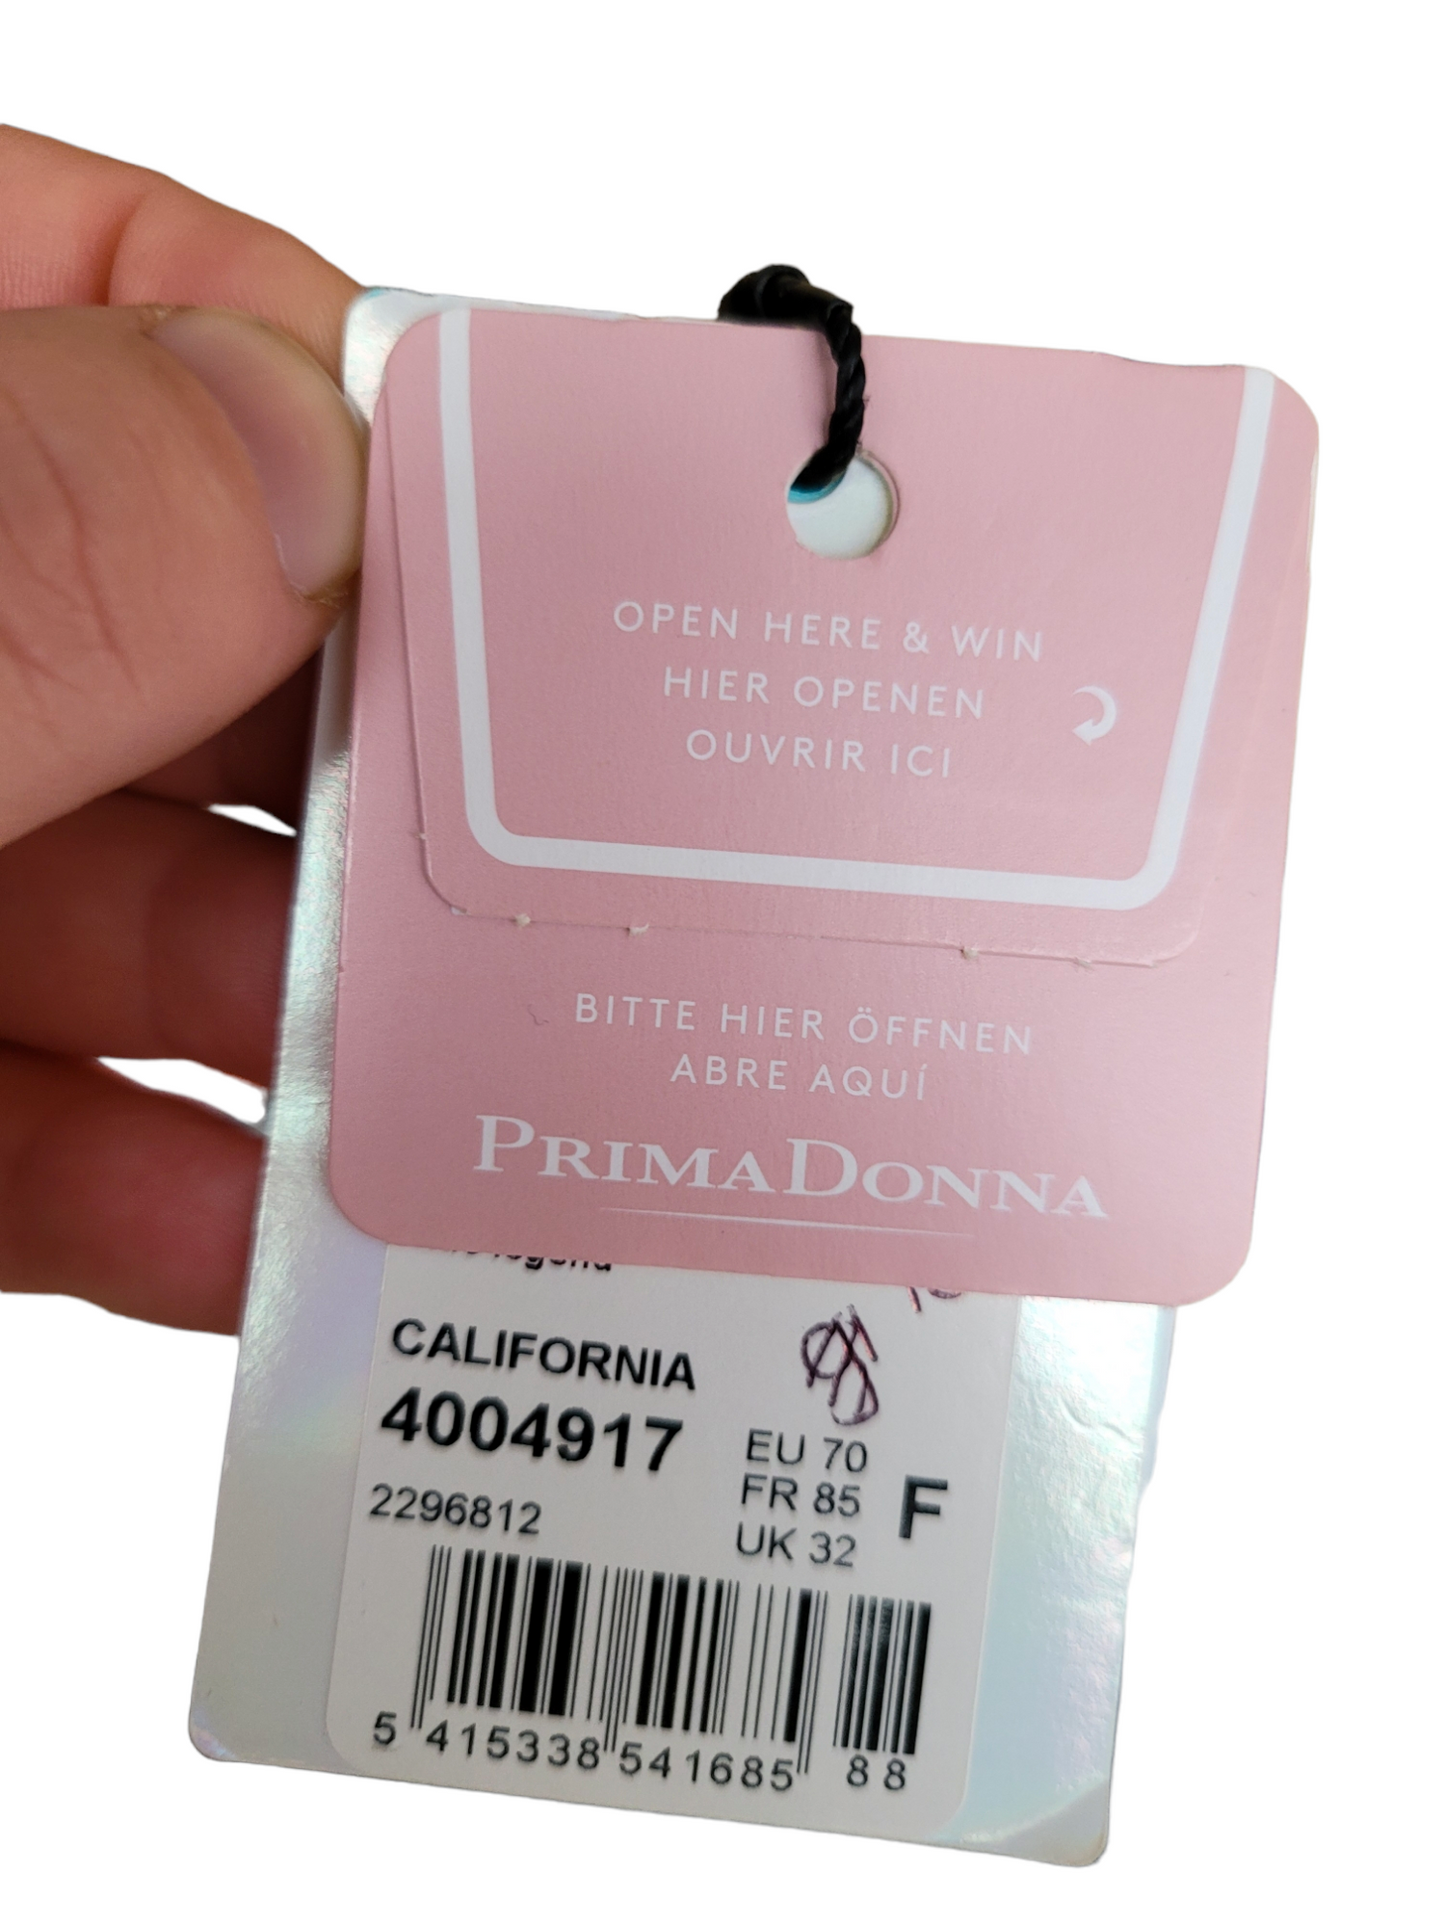 OPEN HERE & WIN
HIER OPENEN
OUVRIR ICI
BITTE HIER ÖFFNEN
ABRE AQUÍ
PRIMADONNA
CALIFORNIA
4004917
2296812
EU 70
FR 85
UK 32
F
5 415338 541685 88